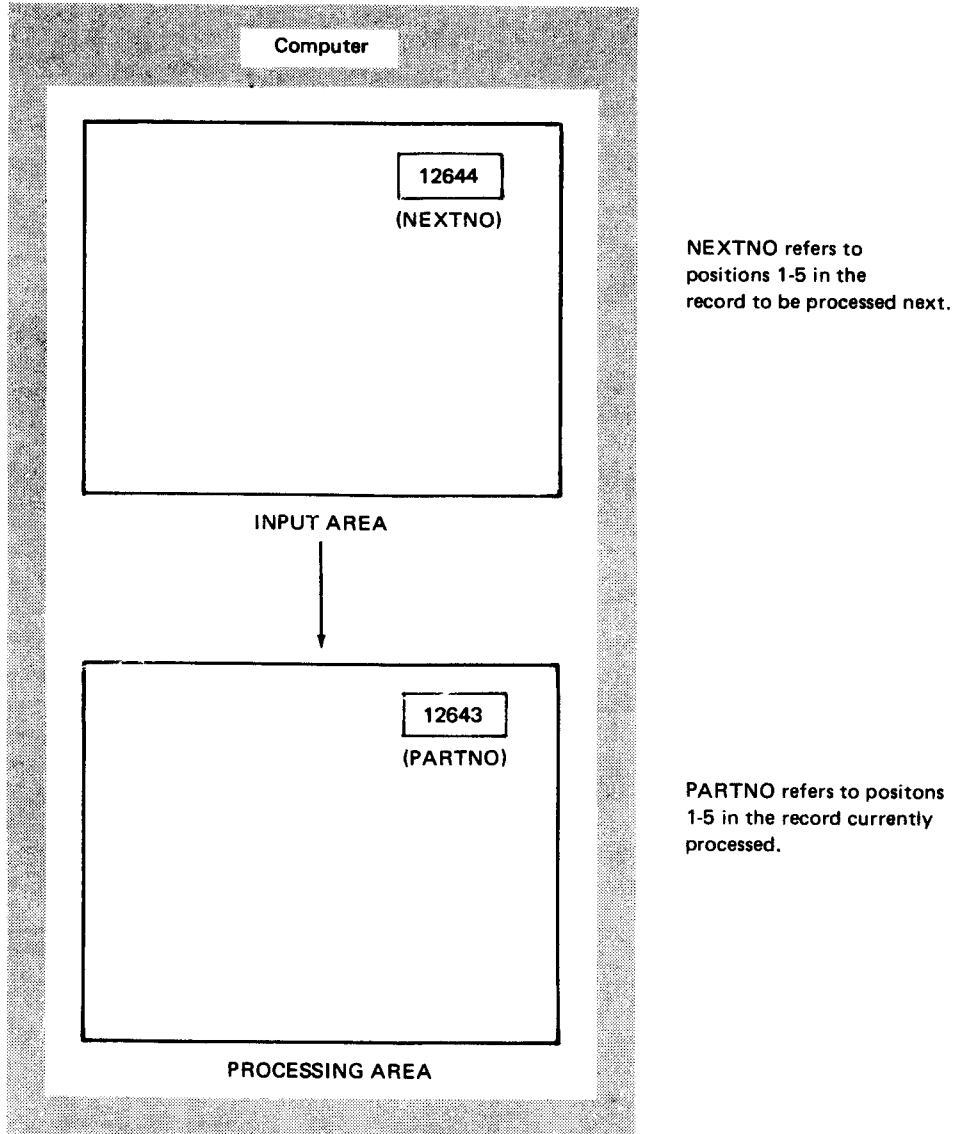 Computer
12644
(NEXTNO)
NEXTNO refers to
positions 1-5 in the
record to be processed next.
INPUT AREA
12643
(PARTNO)
PARTNO refers to positons
1-5 in the record currently
processed.
PROCESSING AREA